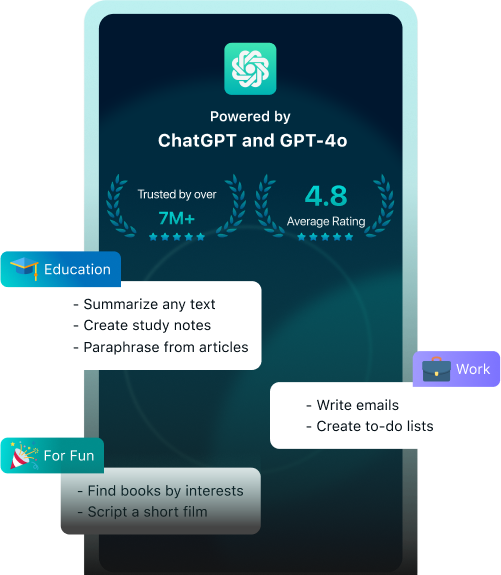 Powered by
ChatGPT and GPT-4o
Trusted by over
7M+
4.8
Average Rating
Education
- Summarize any text
- Create study notes
- Paraphrase from articles
Work
- Write emails
- Create to-do lists
For Fun
- Find books by interests
- Script a short film